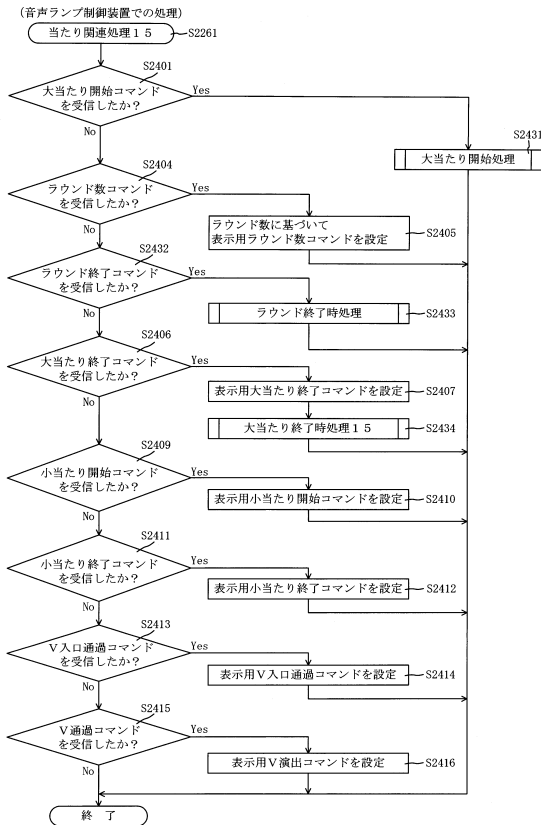 (音声ランプ制御装置での処理)
当たり関連処理15
S2261
S2401
大当たり開始コマンド
を受信したか?
Yes
No
S2431
大当たり開始処理
S2404
ラウンド数コマンド
を受信したか?
Yes
No
ラウンド数に基づいて
表示用ラウンド数コマンドを設定
S2405
S2432
ラウンド終了コマンド
を受信したか?
Yes
No
ラウンド終了時処理
S2433
S2406
大当たり終了コマンド
を受信したか?
Yes
No
表示用大当たり終了コマンドを設定
S2407
大当たり終了時処理15
S2434
S2409
小当たり開始コマンド
を受信したか?
Yes
No
表示用小当たり開始コマンドを設定
S2410
S2411
小当たり終了コマンド
を受信したか?
Yes
No
表示用小当たり終了コマンドを設定
S2412
S2413
V入口通過コマンド
を受信したか?
Yes
No
表示用V入口通過コマンドを設定
S2414
S2415
V通過コマンド
を受信したか?
Yes
No
表示用V演出コマンドを設定
S2416
終 了